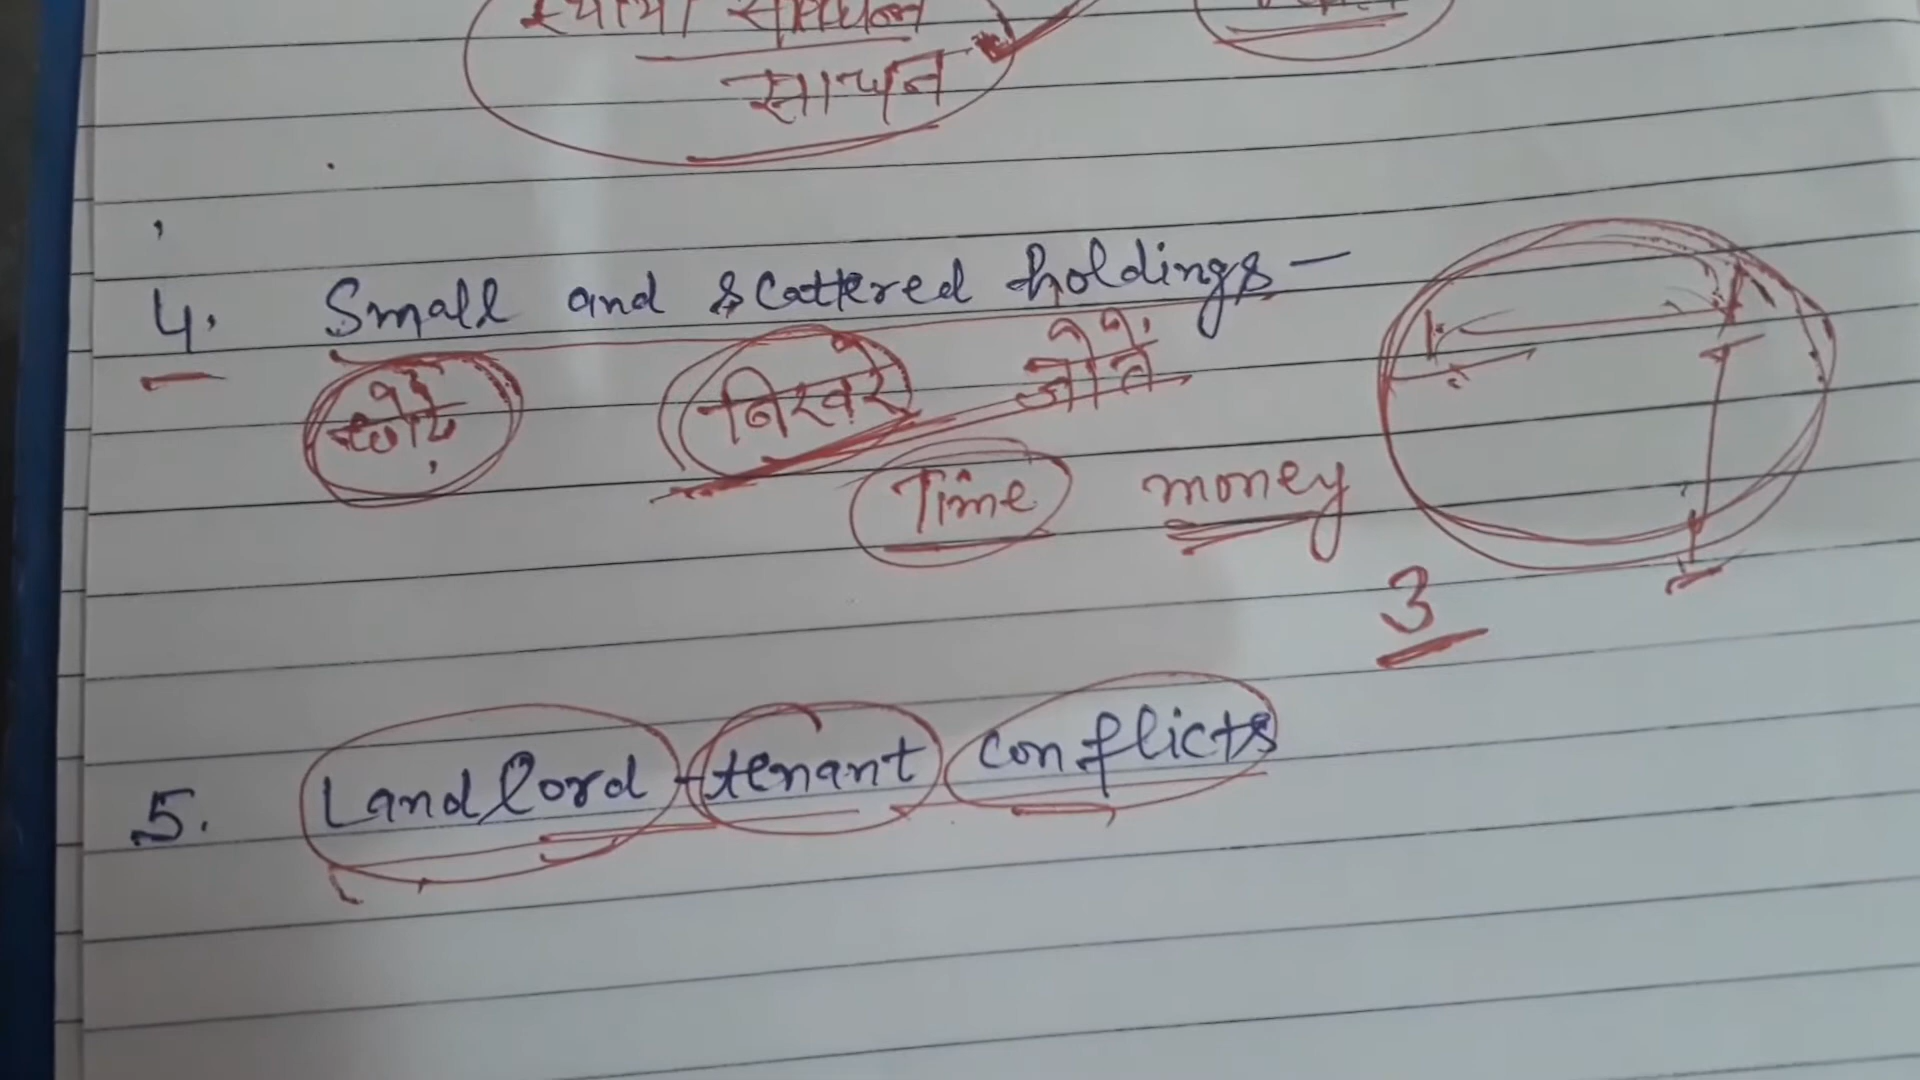 साधन
4. Small and scattered holdings –
बिखरे जोतें
Time money
3
5. Landlord-tenant conflicts